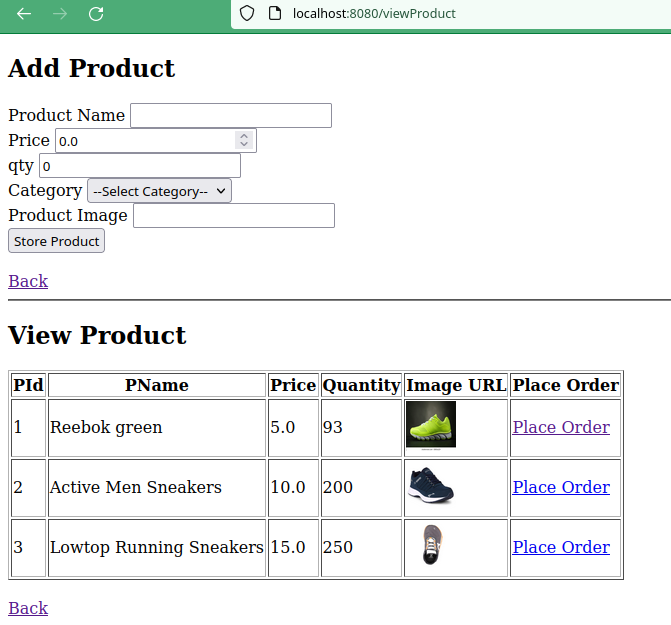 localhost:8080/viewProduct
Add Product
Product Name
Price 0.0
qty 0
Category --Select Category--
Product Image
Store Product
Back
View Product
PId PName Price Quantity Image URL Place Order
1 Reebok green 5.0 93 Place Order
2 Active Men Sneakers 10.0 200 Place Order
3 Lowtop Running Sneakers 15.0 250 Place Order
Back